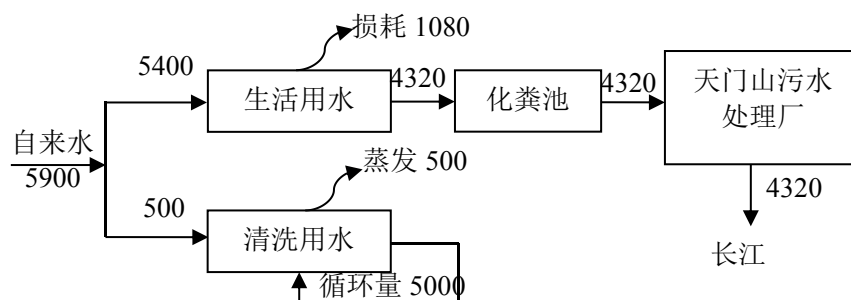 损耗 1080
5400
生活用水
4320
化粪池
4320
天门山污水
处理厂
自来水
5900
蒸发 500
4320
500
清洗用水
长江
循环量 5000